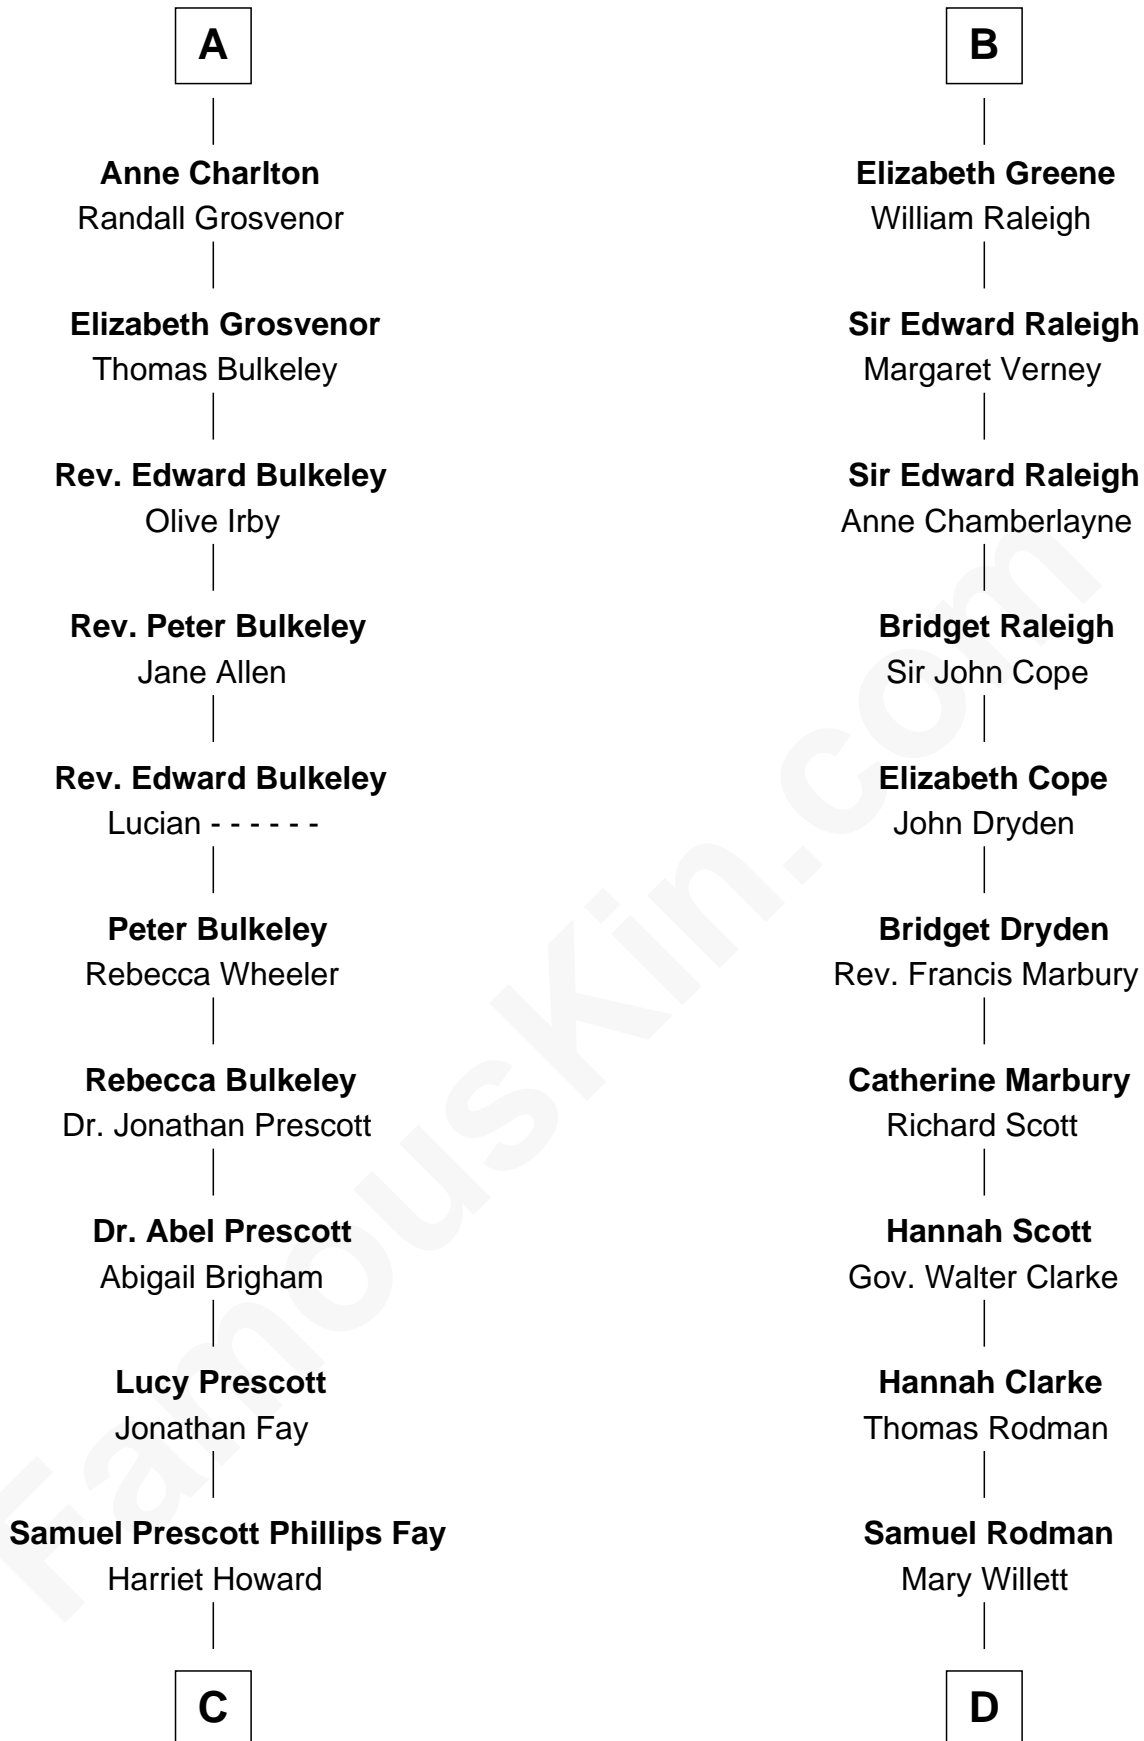 A
Anne Charlton
Randall Grosvenor
Elizabeth Grosvenor
Thomas Bulkeley
Rev. Edward Bulkeley
Olive Irby
Rev. Peter Bulkeley
Jane Allen
Rev. Edward Bulkeley
Lucian - - - - - -
Peter Bulkeley
Rebecca Wheeler
Rebecca Bulkeley
Dr. Jonathan Prescott
Dr. Abel Prescott
Abigail Brigham
Lucy Prescott
Jonathan Fay
Samuel Prescott Phillips Fay
Harriet Howard
C
B
Elizabeth Greene
William Raleigh
Sir Edward Raleigh
Margaret Verney
Sir Edward Raleigh
Anne Chamberlayne
Bridget Raleigh
Sir John Cope
Elizabeth Cope
John Dryden
Bridget Dryden
Rev. Francis Marbury
Catherine Marbury
Richard Scott
Hannah Scott
Gov. Walter Clarke
Hannah Clarke
Thomas Rodman
Samuel Rodman
Mary Willett
D
FamousKin.com